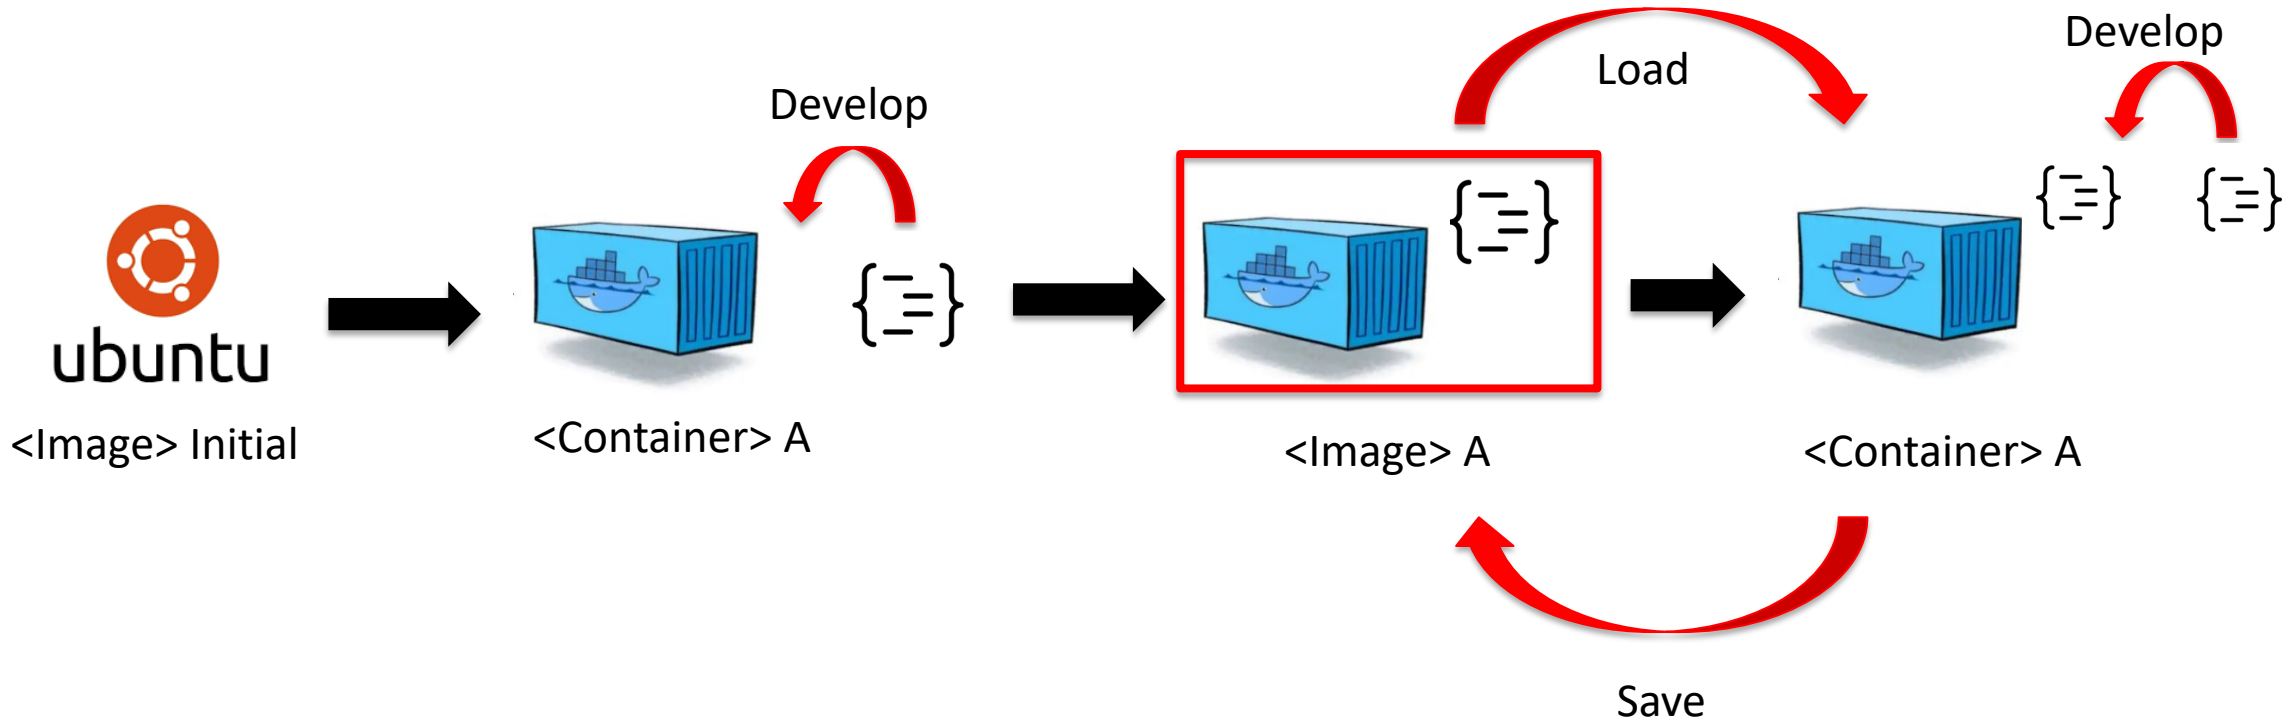 ubuntu
<Image> Initial
Develop
<Container> A
Load
<Image> A
Develop
<Container> A
Save